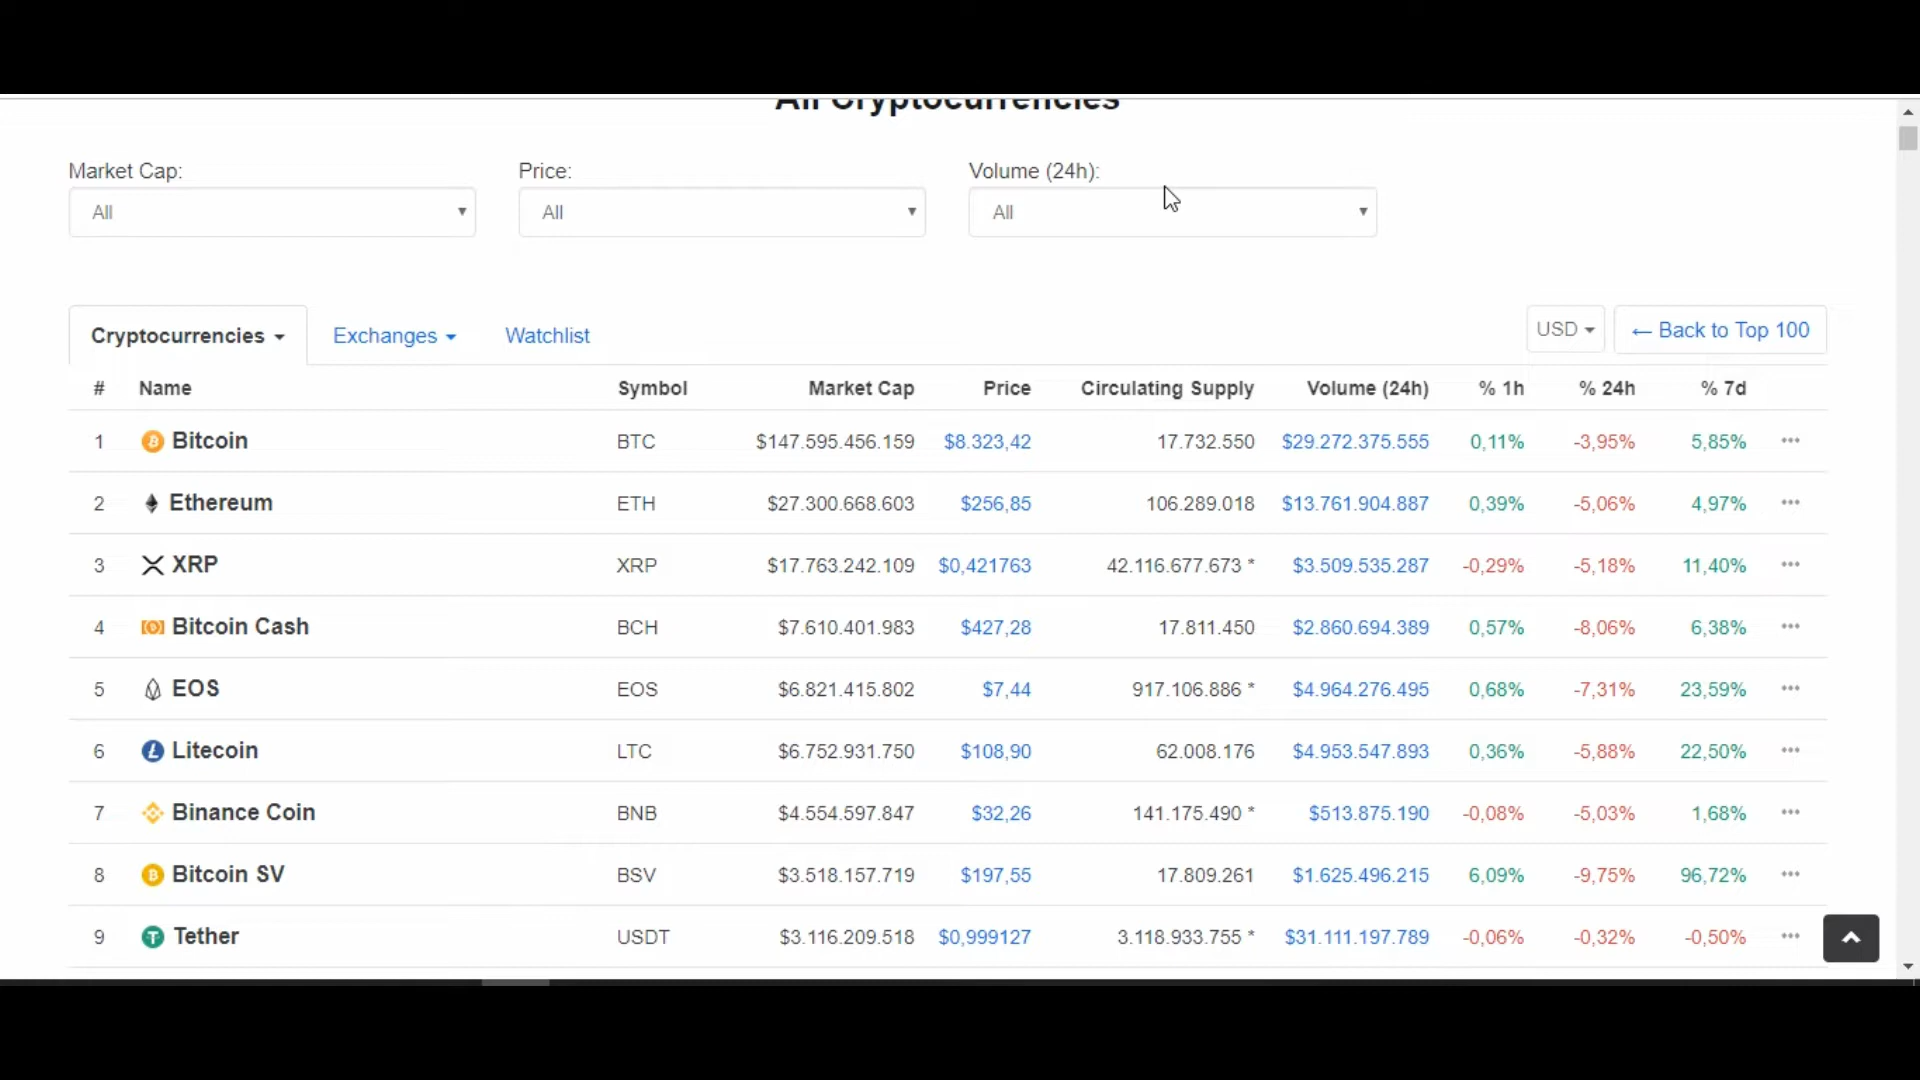 All Cryptocurrencies
Market Cap: Price: Volume (24h):
All All All
Cryptocurrencies Exchanges Watchlist USD ← Back to Top 100
# Name Symbol Market Cap Price Circulating Supply Volume (24h) % 1h % 24h % 7d
1 Bitcoin BTC $147.595.456.159 $8.323,42 17.732.550 $29.272.375.555 0,11% -3,95% 5,85%
2 Ethereum ETH $27.300.668.603 $256,85 106.289.018 $13.761.904.887 0,39% -5,06% 4,97%
3 XRP XRP $17.763.242.109 $0,421763 42.116.677.673 * $3.509.535.287 -0,29% -5,18% 11,40%
4 Bitcoin Cash BCH $7.610.401.983 $427,28 17.811.450 $2.860.694.389 0,57% -8,06% 6,38%
5 EOS EOS $6.821.415.802 $7,44 917.106.886 * $4.964.276.495 0,68% -7,31% 23,59%
6 Litecoin LTC $6.752.931.750 $108,90 62.008.176 $4.953.547.893 0,36% -5,88% 22,50%
7 Binance Coin BNB $4.554.597.847 $32,26 141.175.490 * $513.875.190 -0,08% -5,03% 1,68%
8 Bitcoin SV BSV $3.518.157.719 $197,55 17.809.261 $1.625.496.215 6,09% -9,75% 96,72%
9 Tether USDT $3.116.209.518 $0,999127 3.118.933.755 * $31.111.197.789 -0,06% -0,32% -0,50%